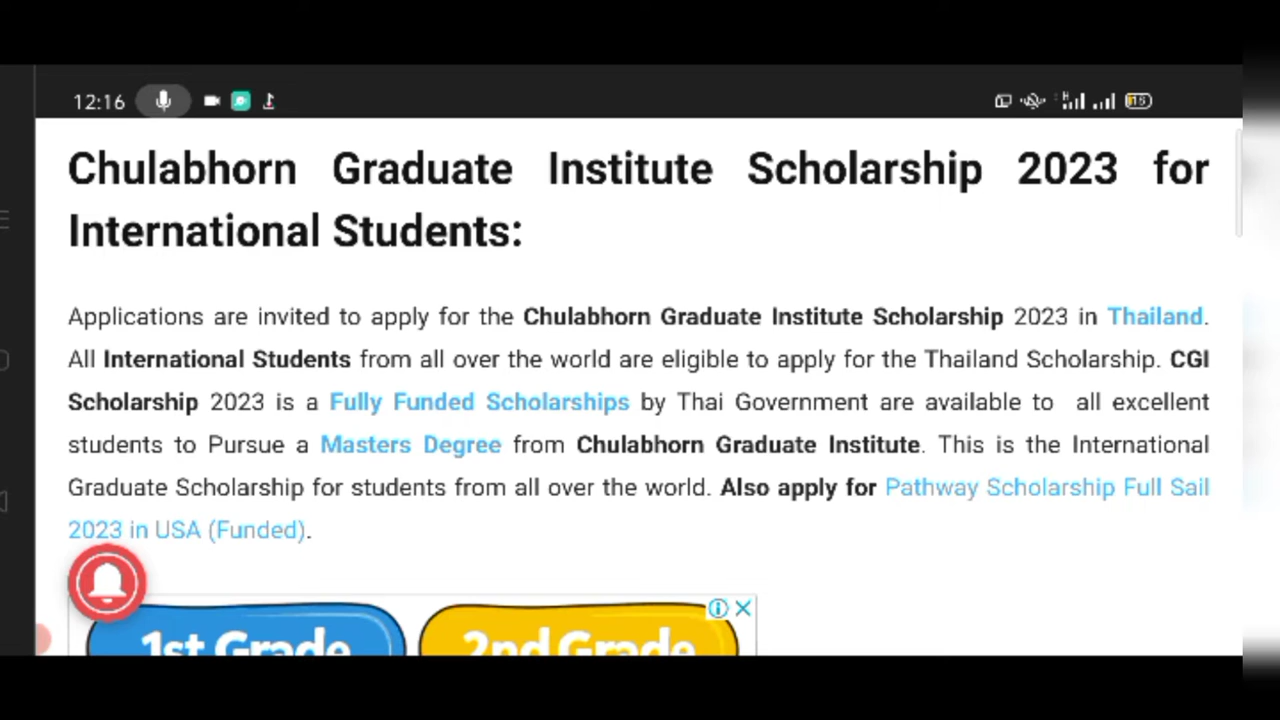 12:16
H
18
Chulabhorn Graduate Institute Scholarship 2023 for
International Students:
Applications are invited to apply for the Chulabhorn Graduate Institute Scholarship 2023 in Thailand.
All International Students from all over the world are eligible to apply for the Thailand Scholarship. CGI
Scholarship 2023 is a Fully Funded Scholarships by Thai Government are available to all excellent
students to Pursue a Masters Degree from Chulabhorn Graduate Institute. This is the International
Graduate Scholarship for students from all over the world. Also apply for Pathway Scholarship Full Sail
2023 in USA (Funded).
1st Grade 2nd Grade